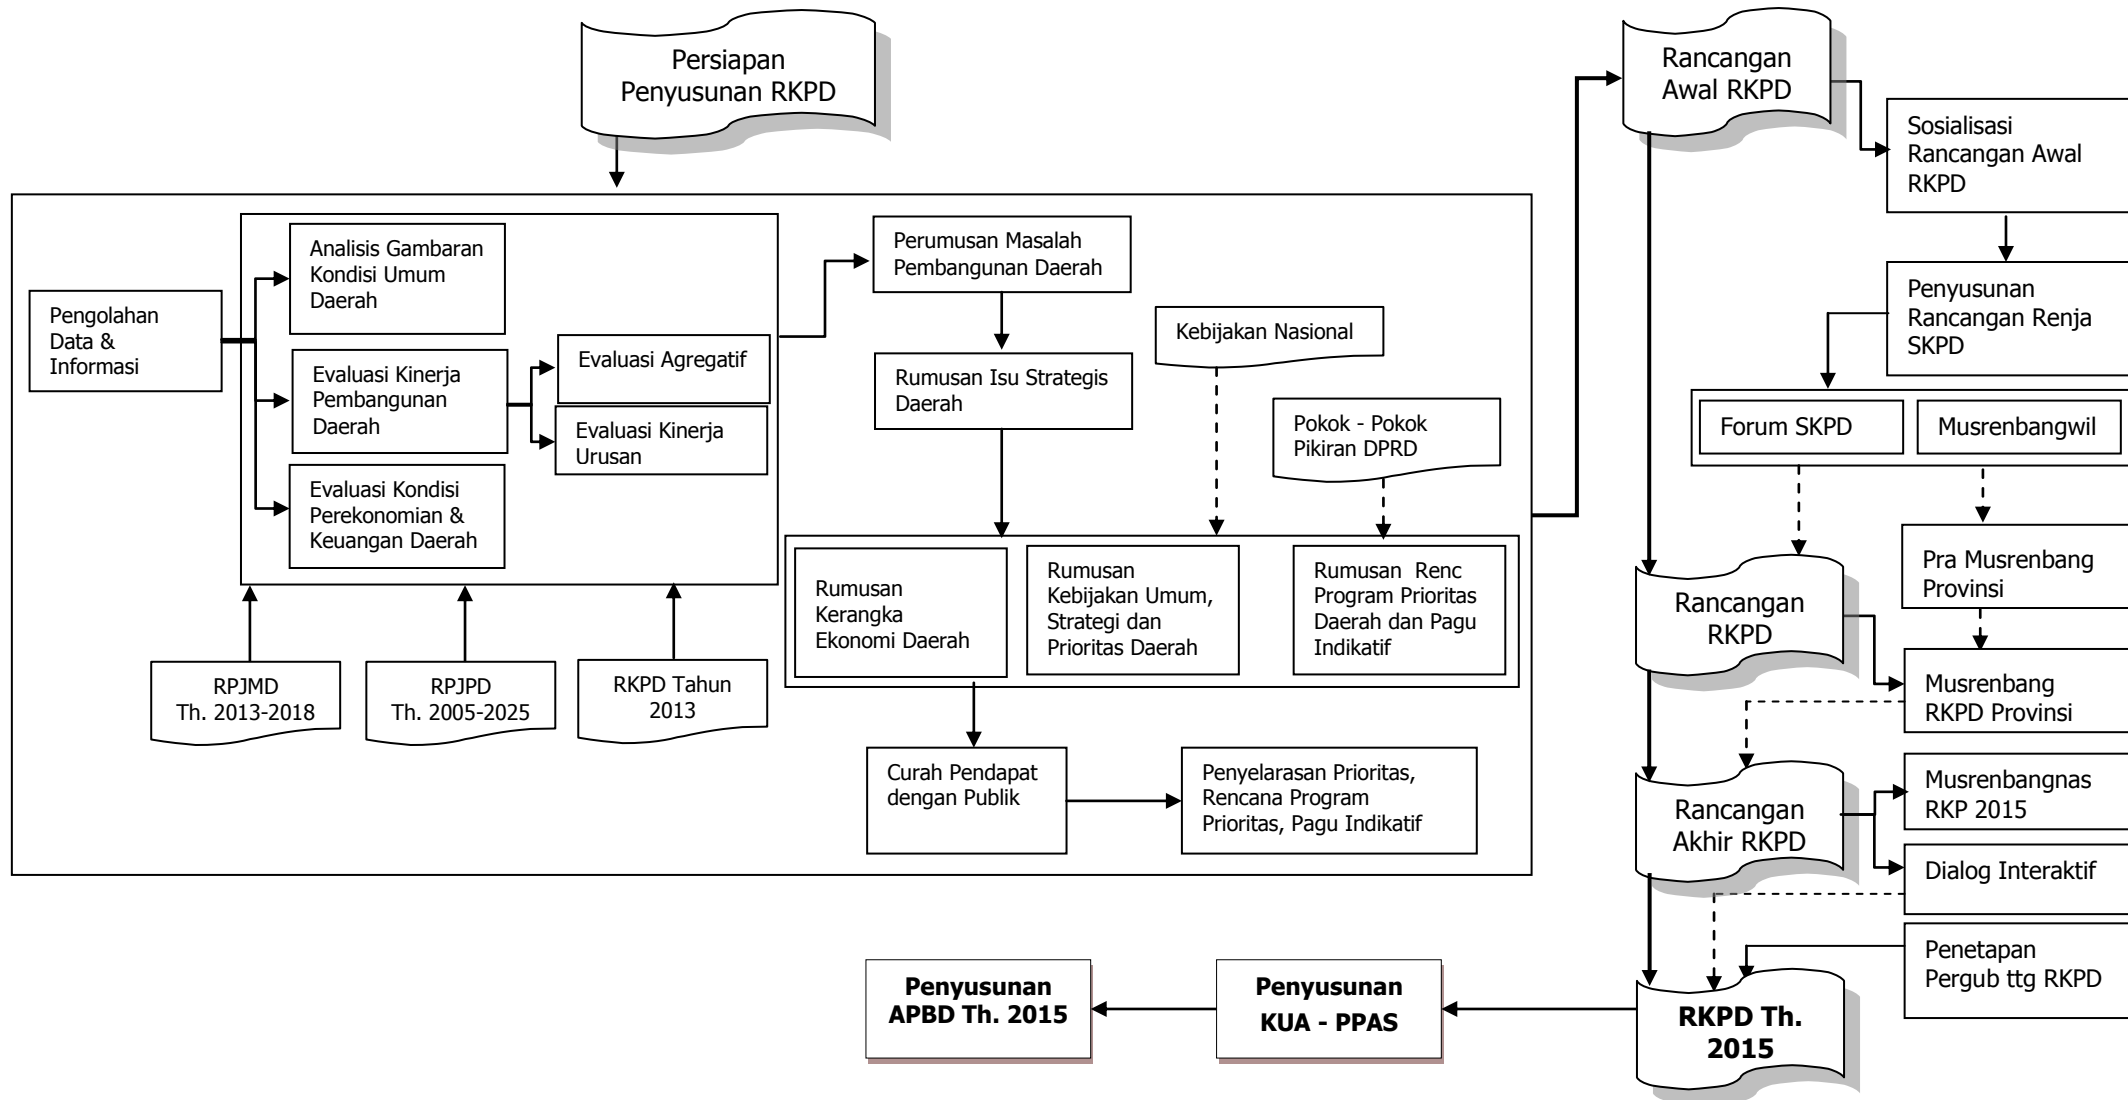 Persiapan
Penyusunan RKPD
Pengolahan
Data &
Informasi
Analisis Gambaran
Kondisi Umum
Daerah
Evaluasi Kinerja
Pembangunan
Daerah
Evaluasi Kondisi
Perekonomian &
Keuangan Daerah
Evaluasi Agregatif
Evaluasi Kinerja
Urusan
RPJMD
Th. 2013-2018
RPJPD
Th. 2005-2025
RKPD Tahun
2013
Perumusan Masalah
Pembangunan Daerah
Rumusan Isu Strategis
Daerah
Kebijakan Nasional
Pokok - Pokok
Pikiran DPRD
Rumusan
Kerangka
Ekonomi Daerah
Rumusan
Kebijakan Umum,
Strategi dan
Prioritas Daerah
Rumusan Renc
Program Prioritas
Daerah dan Pagu
Indikatif
Curah Pendapat
dengan Publik
Penyelarasan Prioritas,
Rencana Program
Prioritas, Pagu Indikatif
Rancangan
Awal RKPD
Sosialisasi
Rancangan Awal
RKPD
Penyusunan
Rancangan Renja
SKPD
Forum SKPD
Musrenbangwil
Pra Musrenbang
Provinsi
Rancangan
RKPD
Musrenbang
RKPD Provinsi
Rancangan
Akhir RKPD
Musrenbangnas
RKP 2015
Dialog Interaktif
Penetapan
Pergub ttg RKPD
RKPD Th.
2015
Penyusunan
KUA - PPAS
Penyusunan
APBD Th. 2015